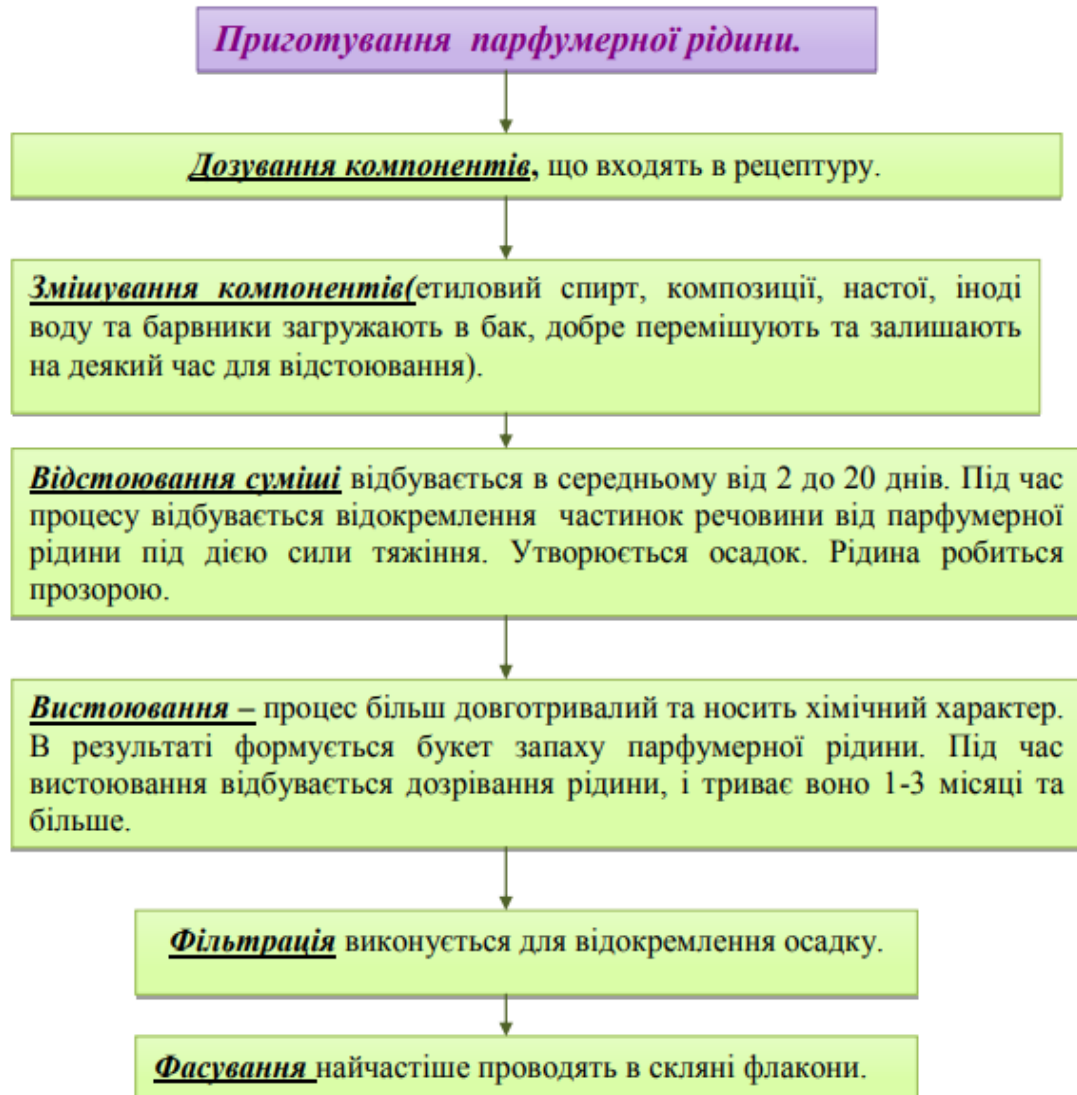 Приготування парфумерної рідини.
Дозування компонентів, що входять в рецептуру.
Змішування компонентів(етиловий спирт, композиції, настої, іноді
воду та барвники загружають в бак, добре перемішують та залишають
на деякий час для відстоювання).
Відстоювання суміші відбувається в середньому від 2 до 20 днів. Під час
процесу відбувається відокремлення частинок речовини від парфумерної
рідини під дією сили тяжіння. Утворюється осадок. Рідина робиться
прозорою.
Вистоювання – процес більш довготривалий та носить хімічний характер.
В результаті формується букет запаху парфумерної рідини. Під час
вистоювання відбувається дозрівання рідини, і триває воно 1-3 місяці та
більше.
Фільтрація виконується для відокремлення осадку.
Фасування найчастіше проводять в скляні флакони.